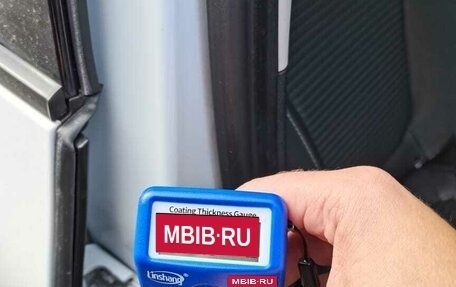 Coating Thickness Gauge
MBIB·RU
Linshang®
MBIB·RU